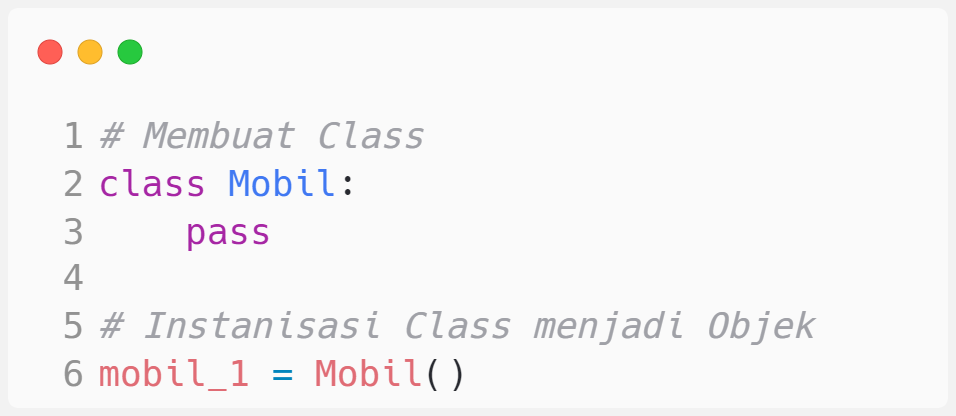 1 # Membuat Class
2 class Mobil:
3     pass
4
5 # Instanisasi Class menjadi Objek
6 mobil_1 = Mobil()